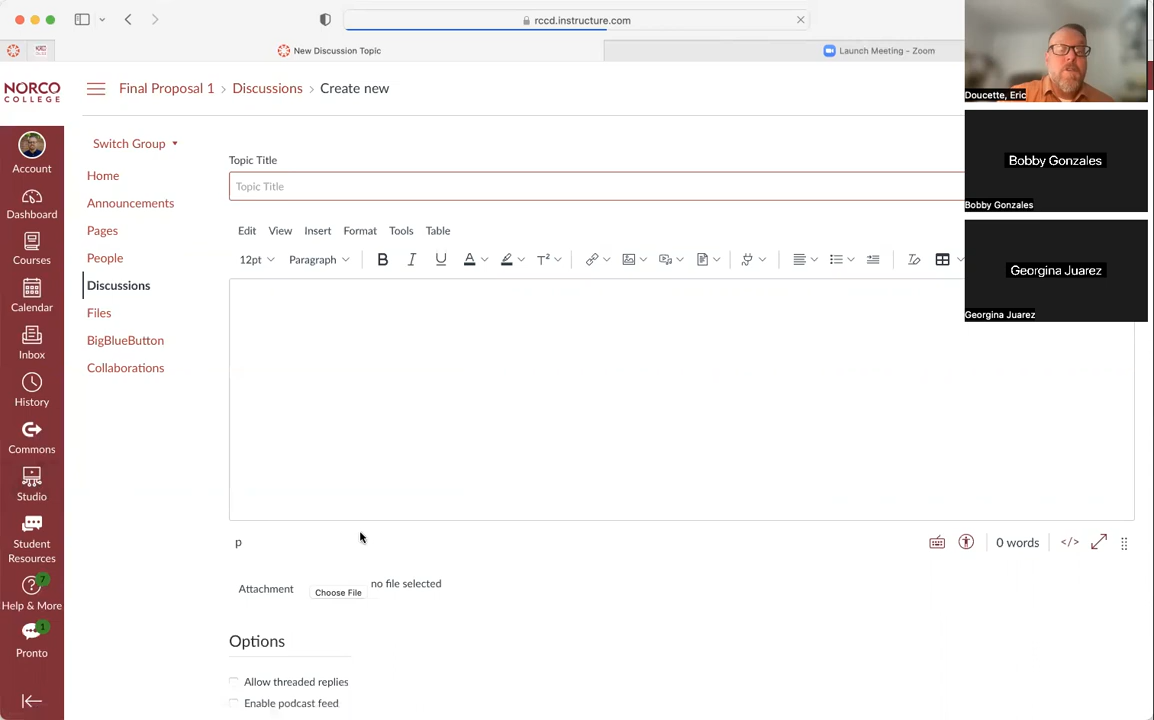 rccd.instructure.com
New Discussion Topic
Launch Meeting - Zoom
NORCO
COLLEGE
Final Proposal 1 > Discussions > Create new
Account
Dashboard
Courses
Calendar
Inbox
History
Commons
Studio
Student
Resources
7
Help & More
1
Pronto
Switch Group
Home
Announcements
Pages
People
Discussions
Files
BigBlueButton
Collaborations
Topic Title
Topic Title
Edit View Insert Format Tools Table
12pt Paragraph B I U A T²
p
0 words </>
Attachment Choose File no file selected
Options
Allow threaded replies
Enable podcast feed
Doucette, Eric
Bobby Gonzales
Bobby Gonzales
Georgina Juarez
Georgina Juarez